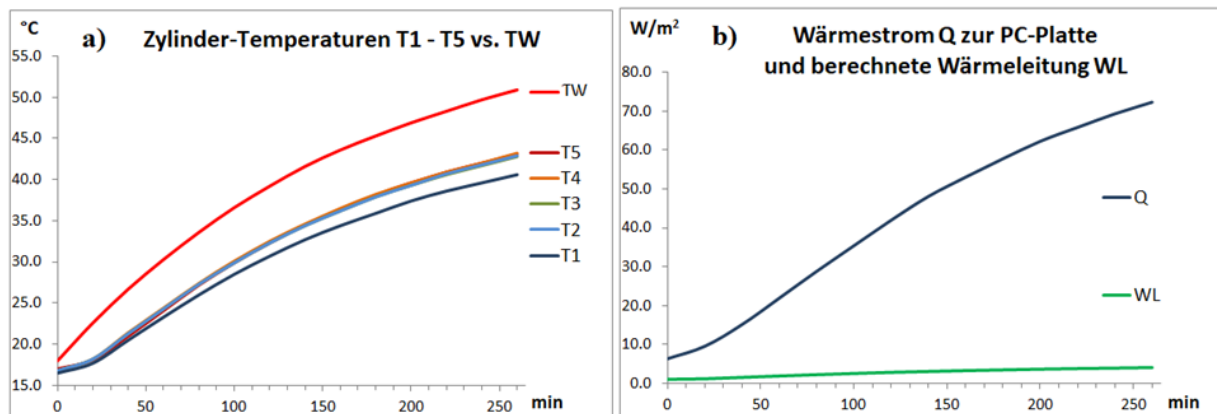 °C
a) Zylinder-Temperaturen T1 - T5 vs. TW
55.0
50.0
45.0
40.0
35.0
30.0
25.0
20.0
15.0
TW
T5
T4
T3
T2
T1
0 50 100 150 200 250 min
W/m²
b) Wärmestrom Q zur PC-Platte
und berechnete Wärmeleitung WL
80.0
70.0
60.0
50.0
40.0
30.0
20.0
10.0
0.0
Q
WL
0 50 100 150 200 250 min